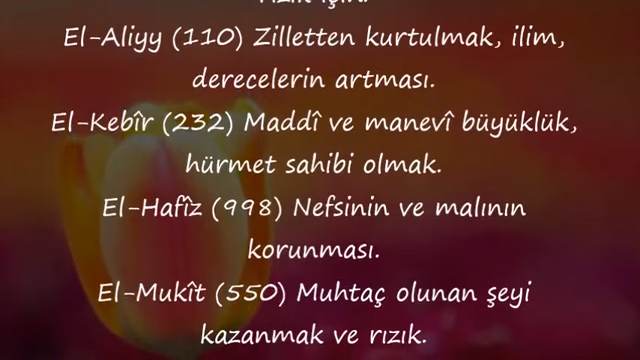 El-Aliyy (110) Zilletten kurtulmak, ilim,
derecelerin artması.
El-Kebîr (232) Maddî ve manevî büyüklük,
hürmet sahibi olmak.
El-Hafîz (998) Nefsinin ve malının
korunması.
El-Mukît (550) Muhtaç olunan şeyi
kazanmak ve rızık.